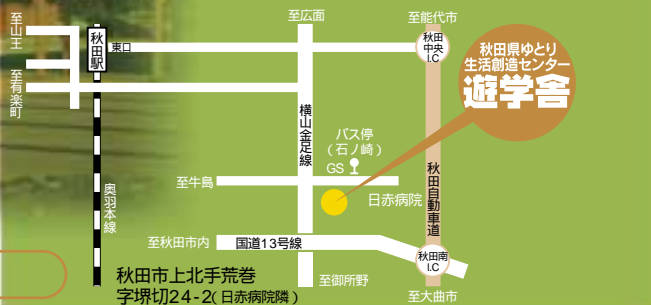 至山王
至有楽町
秋田駅
東口
奥羽本線
至広面
横山金足線
至能代市
秋田
中央
I.C
秋田県ゆとり
生活創造センター
遊学舎
バス停
(石ノ崎)
GS
至牛島
日赤病院
秋田自動車道
至秋田市内
国道13号線
秋田南
I.C
至御所野
至大曲市
秋田市上北手荒巻
字堺切24-2(日赤病院隣)